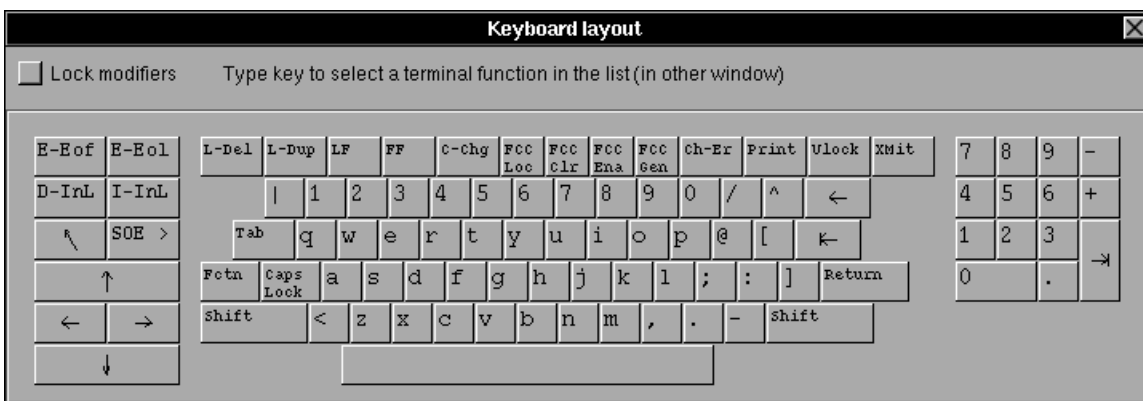 Keyboard layout
Lock modifiers Type key to select a terminal function in the list (in other window)
E-Eof E-Eol L-Del L-Dup LF FF C-Chg FCC Loc FCC Clr FCC Ena FCC Gen Ch-Er Print Ulock XMit 7 8 9 -
D-InL I-InL | 1 2 3 4 5 6 7 8 9 0 / ^ ← 4 5 6 +
↖ SOE > Tab q w e r t y u i o p @ [ |← 1 2 3 →|
↑ Fctn Caps Lock a s d f g h j k l ; : ] Return 0 .
← → Shift < z x c v b n m , . - Shift
↓